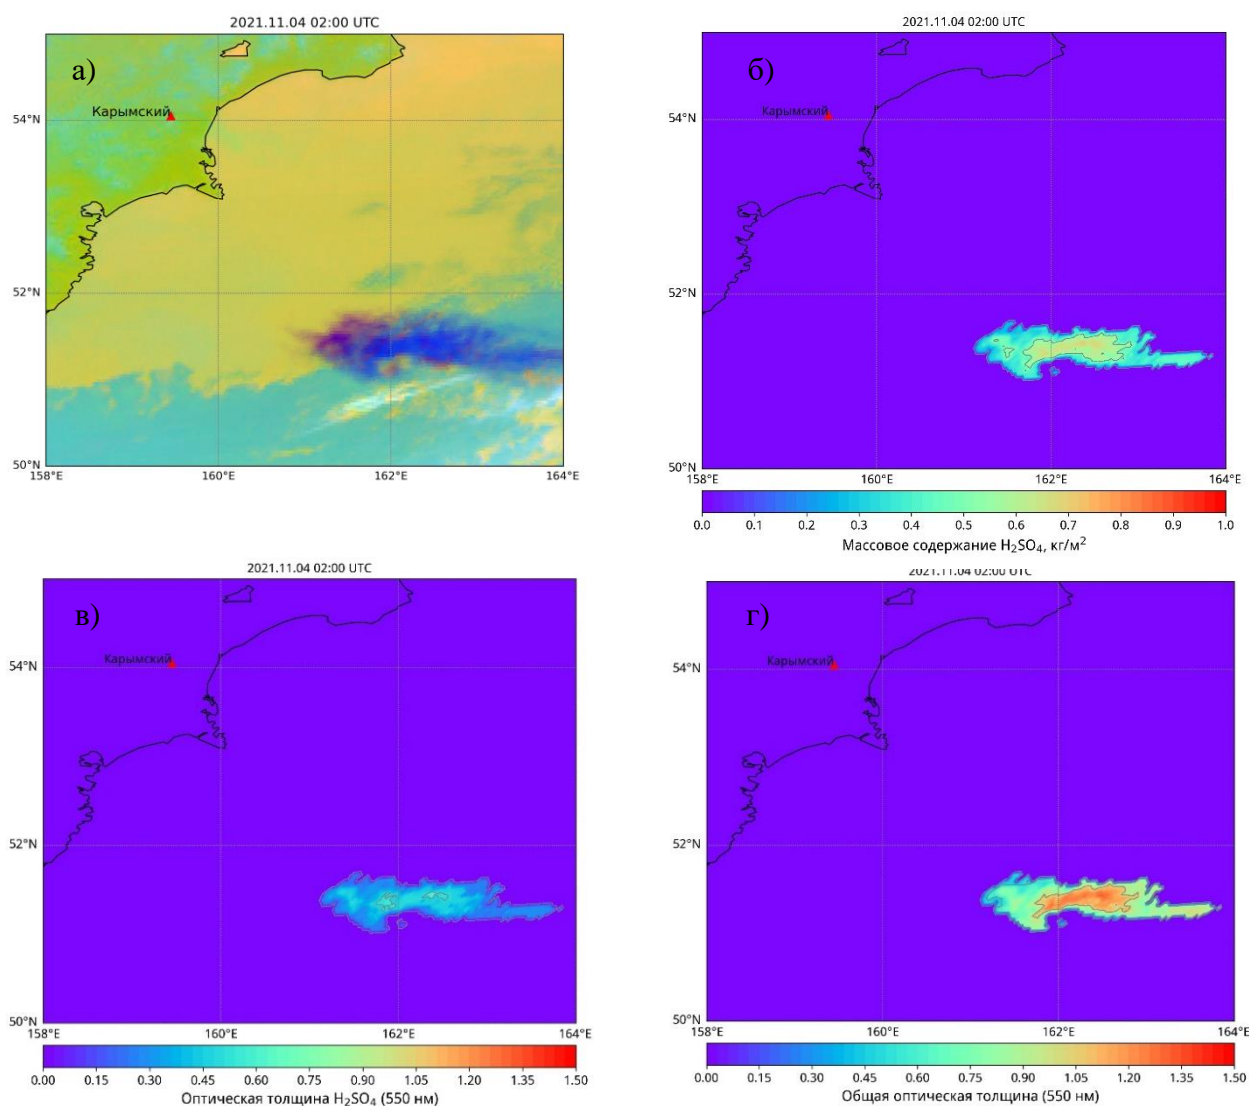 2021.11.04 02:00 UTC
а)
Карымский
54°N
52°N
50°N
158°E 160°E 162°E 164°E
2021.11.04 02:00 UTC
б)
Карымский
54°N
52°N
50°N
158°E 160°E 162°E 164°E
0.0 0.1 0.2 0.3 0.4 0.5 0.6 0.7 0.8 0.9 1.0
Массовое содержание H₂SO₄, кг/м²
2021.11.04 02:00 UTC
в)
Карымский
54°N
52°N
50°N
158°E 160°E 162°E 164°E
0.00 0.15 0.30 0.45 0.60 0.75 0.90 1.05 1.20 1.35 1.50
Оптическая толщина H₂SO₄ (550 нм)
2021.11.04 02:00 UTC
г)
Карымский
54°N
52°N
50°N
158°E 160°E 162°E 164°E
0.00 0.15 0.30 0.45 0.60 0.75 0.90 1.05 1.20 1.35 1.50
Общая оптическая толщина (550 нм)